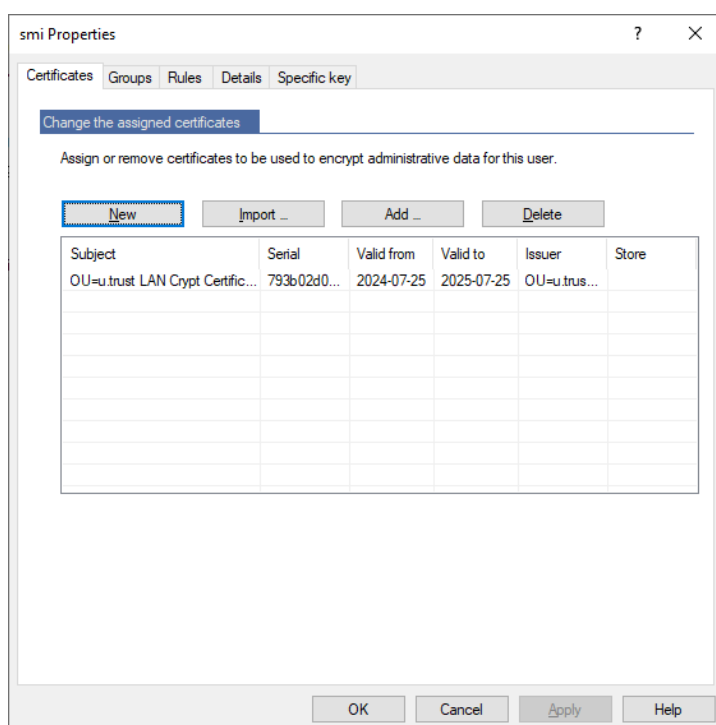 smi Properties ?
Certificates Groups Rules Details Specific key
Change the assigned certificates
Assign or remove certificates to be used to encrypt administrative data for this user.
New Import ... Add ... Delete
Subject Serial Valid from Valid to Issuer Store
OU=u.trust LAN Crypt Certific... 793b02d0... 2024-07-25 2025-07-25 OU=u.trus...
OK Cancel Apply Help